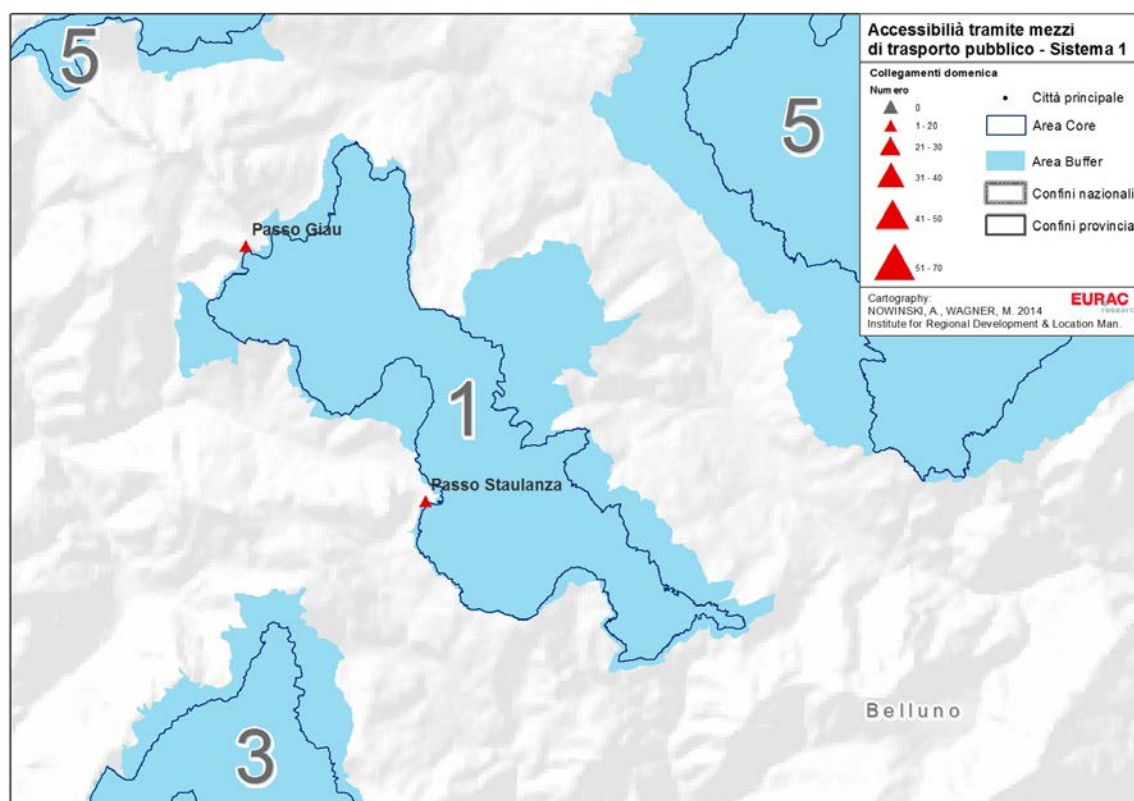 Accessibilià tramite mezzi
di trasporto pubblico - Sistema 1
Collegamenti domenica
Numero
0
1 - 20
21 - 30
31 - 40
41 - 50
51 - 70
Città principale
Area Core
Area Buffer
Confini nazionali
Confini provincia
Cartography:
NOWINSKI, A., WAGNER, M. 2014
Institute for Regional Development & Location Man.
EURAC
research
5
5
Passo Giau
1
Passo Staulanza
Belluno
3